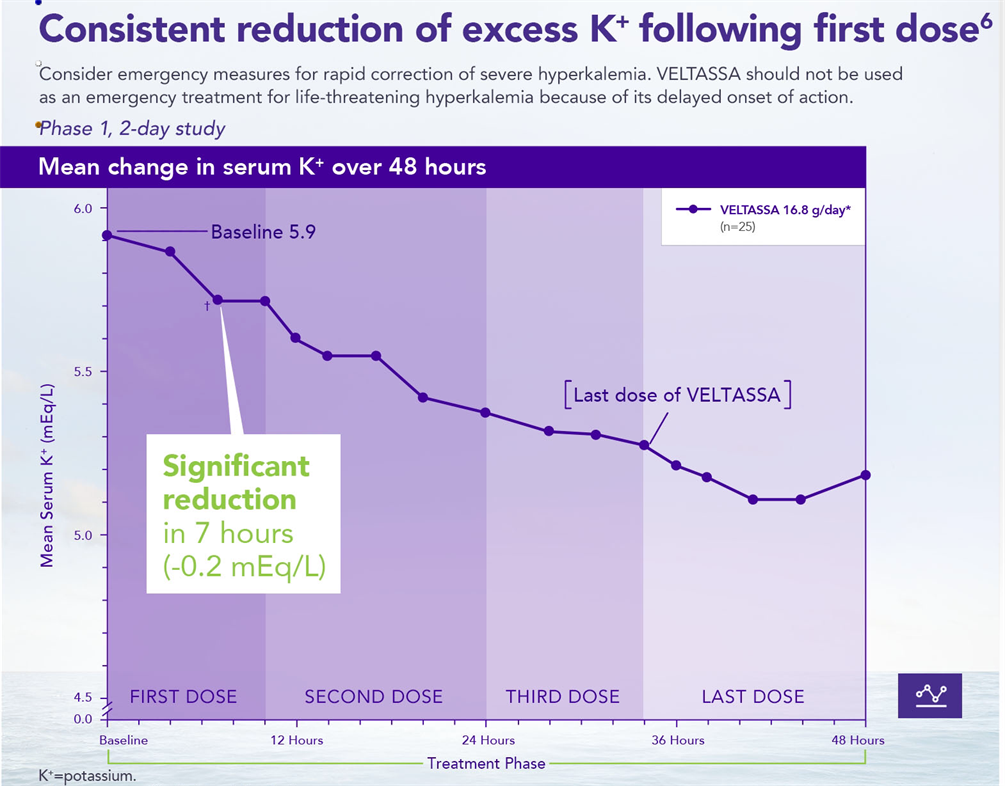 Consistent reduction of excess K⁺ following first dose⁶
Consider emergency measures for rapid correction of severe hyperkalemia. VELTASSA should not be used
as an emergency treatment for life-threatening hyperkalemia because of its delayed onset of action.
Phase 1, 2-day study
Mean change in serum K⁺ over 48 hours
VELTASSA 16.8 g/day*
(n=25)
6.0
Baseline 5.9
†
5.5
[Last dose of VELTASSA]
Mean Serum K⁺ (mEq/L)
Significant
reduction
in 7 hours
(-0.2 mEq/L)
5.0
4.5
0.0
FIRST DOSE
SECOND DOSE
THIRD DOSE
LAST DOSE
Baseline
12 Hours
24 Hours
36 Hours
48 Hours
Treatment Phase
K⁺=potassium.